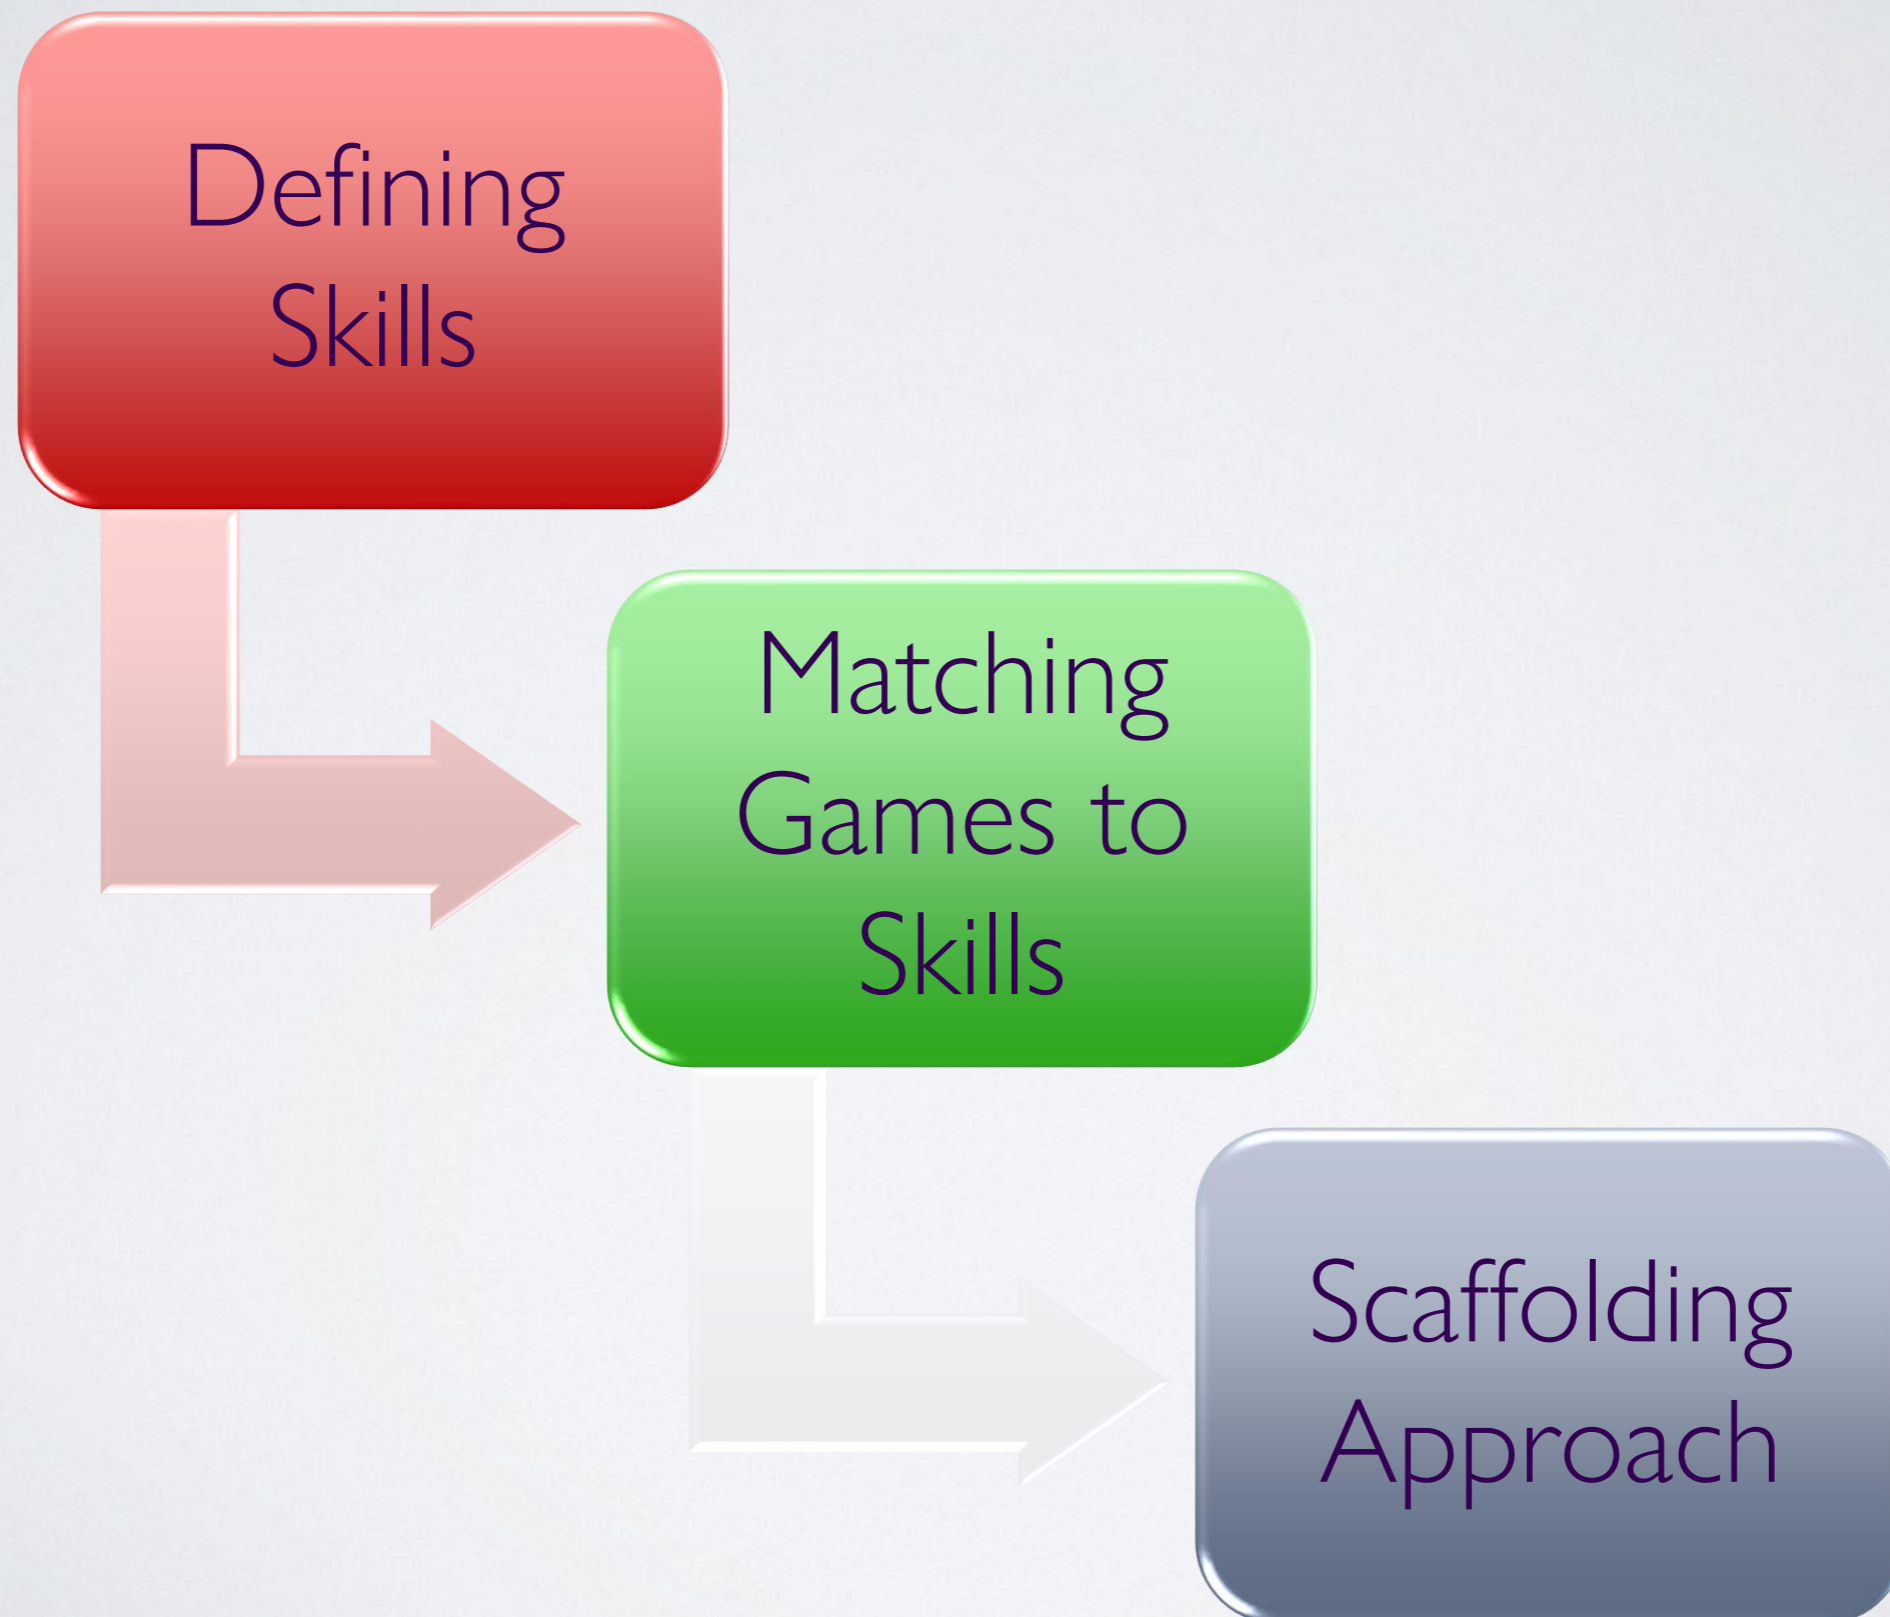 Defining
Skills
Matching
Games to
Skills
Scaffolding
Approach